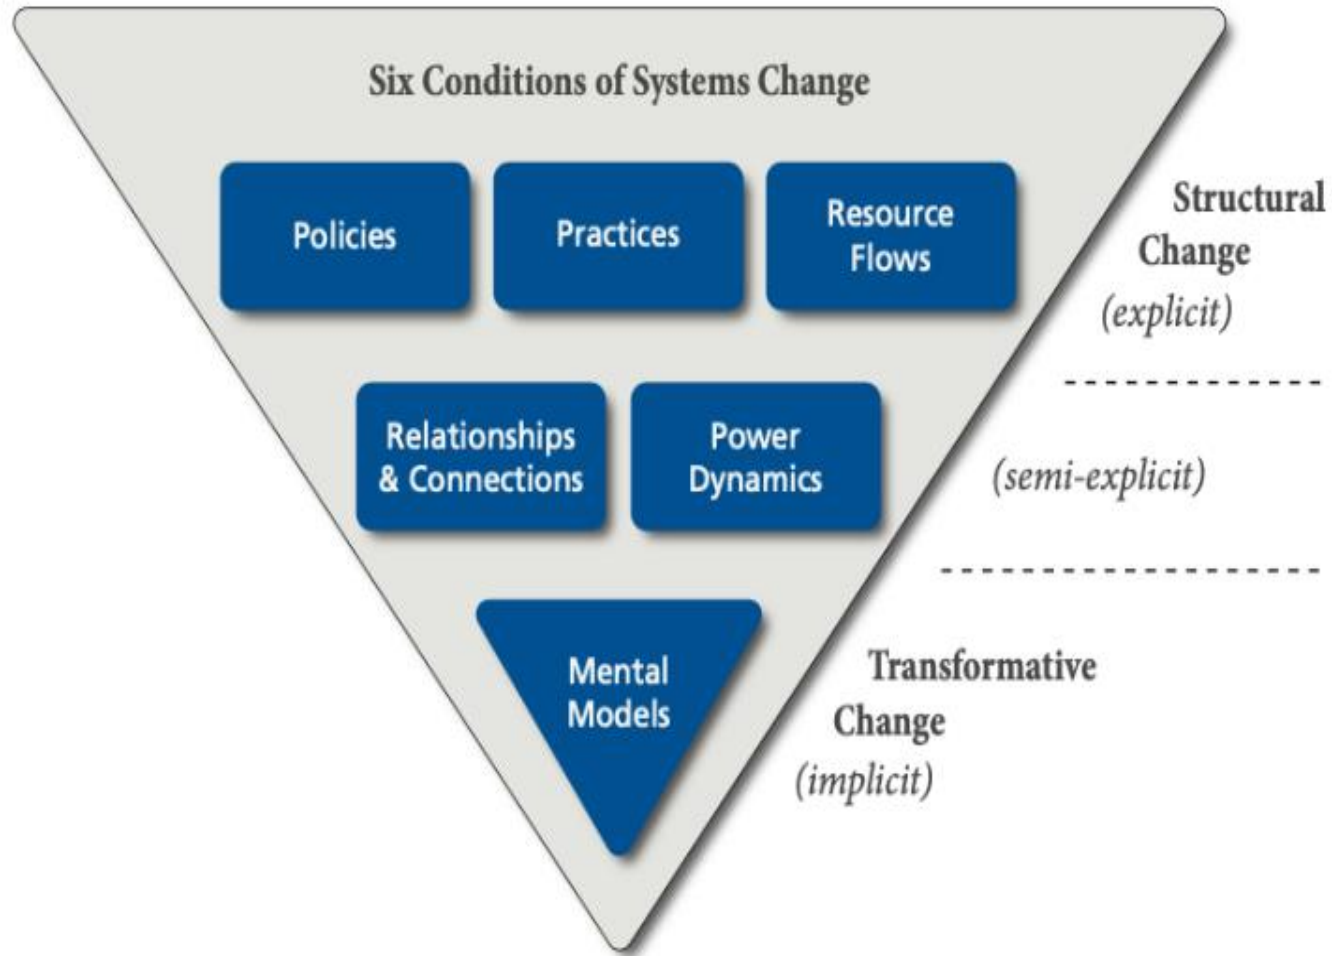 Six Conditions of Systems Change
Policies
Practices
Resource
Flows
Structural
Change
(explicit)
Relationships
& Connections
Power
Dynamics
(semi-explicit)
Mental
Models
Transformative
Change
(implicit)